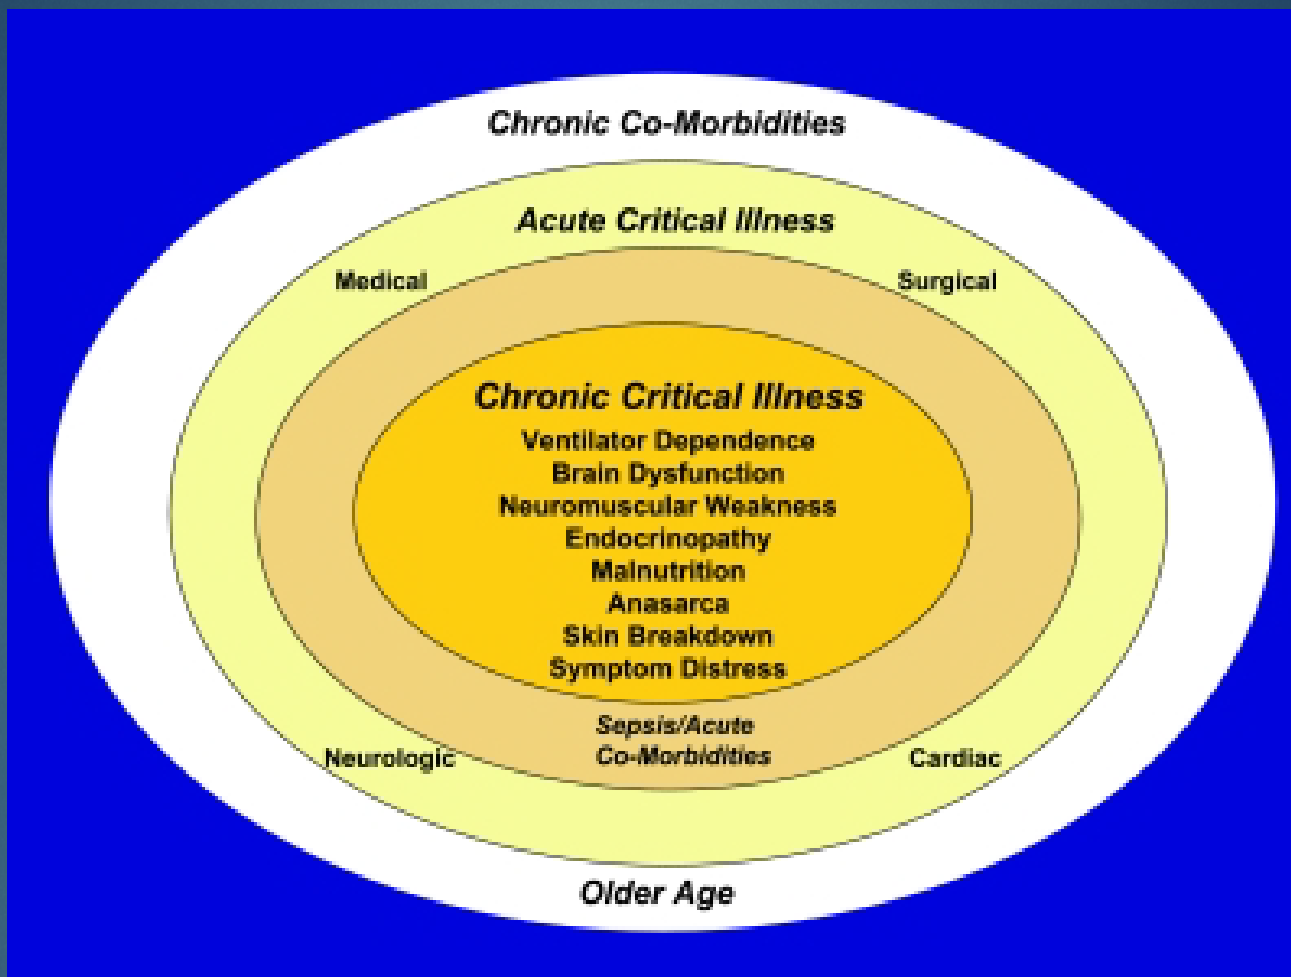 Chronic Co-Morbidities
Acute Critical Illness
Medical
Surgical
Chronic Critical Illness
Ventilator Dependence
Brain Dysfunction
Neuromuscular Weakness
Endocrinopathy
Malnutrition
Anasarca
Skin Breakdown
Symptom Distress
Sepsis/Acute
Co-Morbidities
Neurologic
Cardiac
Older Age